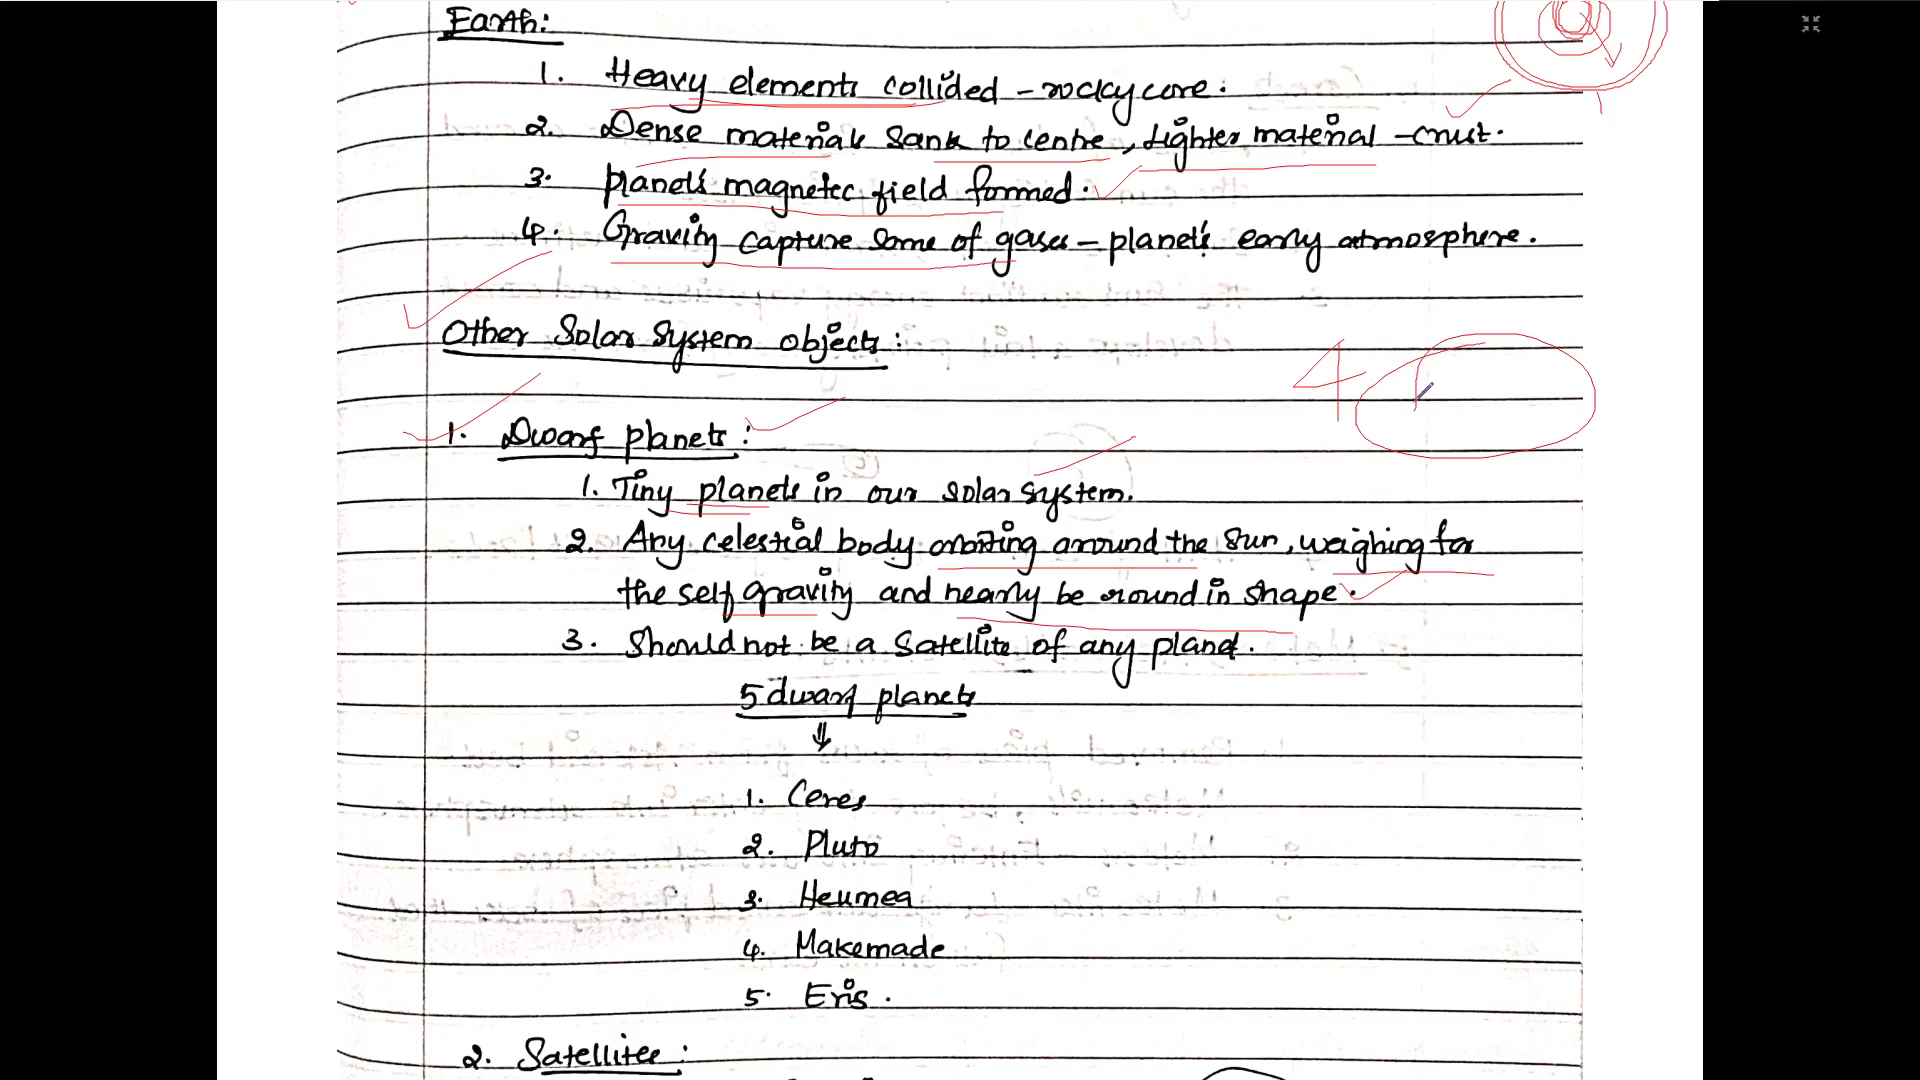 Earth:
1. Heavy elements collided - rocky core.
2. Dense materials sank to centre, lighter material - crust.
3. planet's magnetec field formed.
4. Gravity capture some of gases - planet's early atmosphere.
Other Solar System objects:
4
1. Dwarf planets:
1. Tiny planets in our solar system.
2. Any celestial body orbiting around the sun, weighing for
the self gravity and nearly be round in shape.
3. Should not be a Satellite of any planet.
5 dwarf planets
1. Ceres
2. Pluto
3. Heumea
4. Makemade
5. Eris.
2. Satellites: